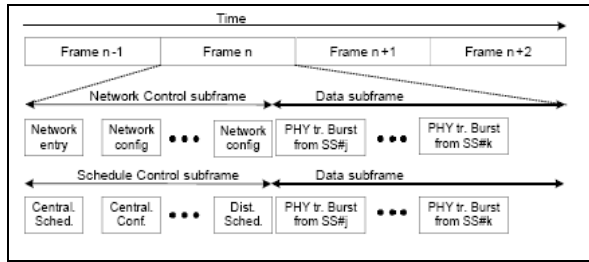 Time
Frame n-1 Frame n Frame n+1 Frame n+2
Network Control subframe Data subframe
Network Network Network PHY tr. Burst PHY tr. Burst
entry config ••• config from SS#j ••• from SS#k
Schedule Control subframe Data subframe
Central. Central. Dist. PHY tr. Burst PHY tr. Burst
Sched. Conf. ••• Sched. from SS#j ••• from SS#k